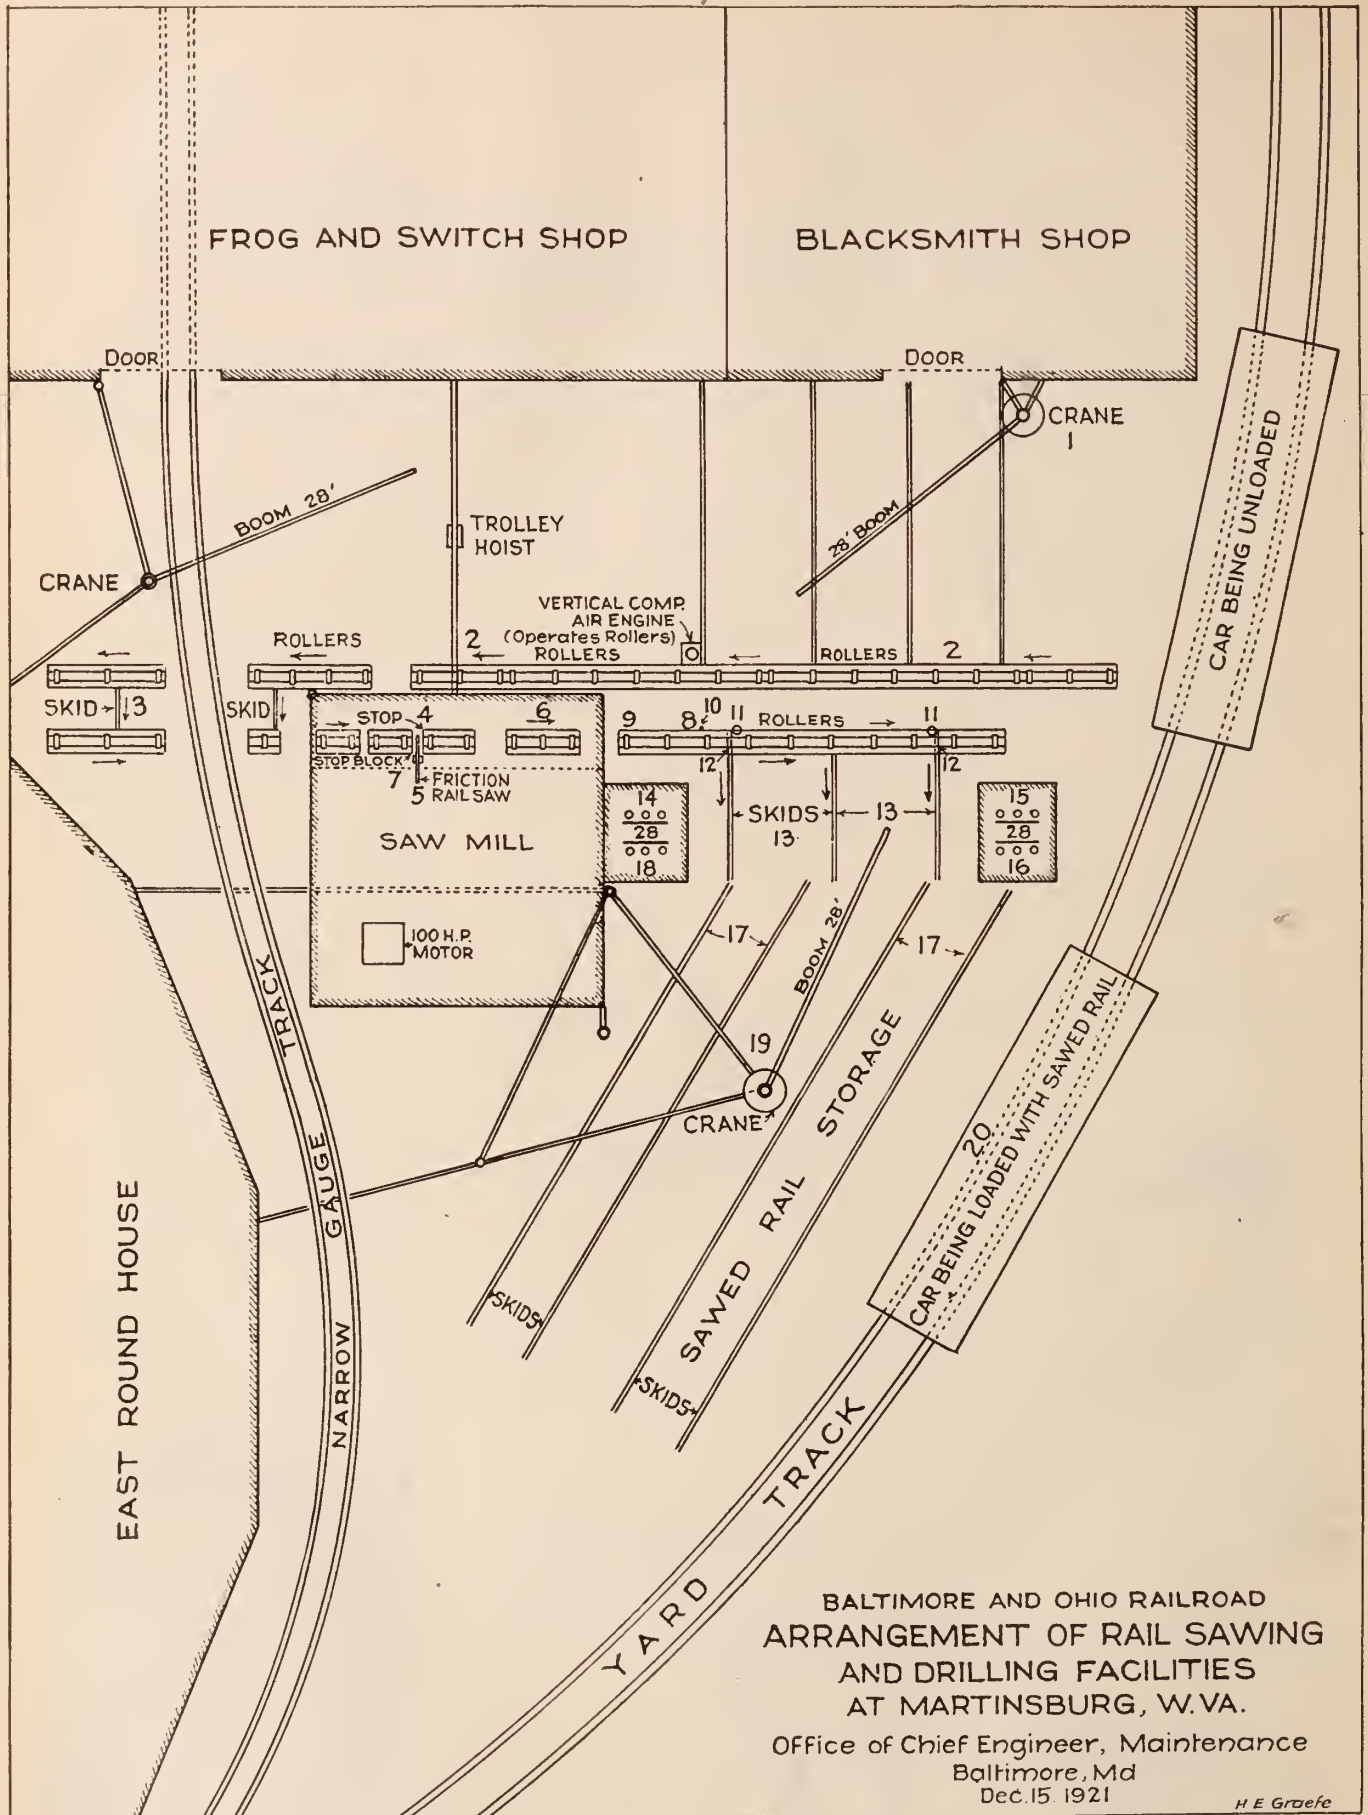 FROG AND SWITCH SHOP
BLACKSMITH SHOP
DOOR
DOOR
CRANE
1
CAR BEING UNLOADED
BOOM 28'
28' BOOM
TROLLEY
HOIST
CRANE
VERTICAL COMP.
AIR ENGINE
(Operates Rollers)
ROLLERS
2
ROLLERS
ROLLERS
2
SKID
3
SKID
STOP
4
6
9
8
10
11
ROLLERS
11
STOP BLOCK
7
5
FRICTION
RAIL SAW
12
12
SAW MILL
14
28
18
SKIDS
13
13
15
28
16
100 H.P.
MOTOR
17
BOOM 28'
17
19
CRANE
SAWED RAIL STORAGE
20
CAR BEING LOADED WITH SAWED RAIL
SKIDS
SKIDS
NARROW GAUGE TRACK
EAST ROUND HOUSE
YARD TRACK
BALTIMORE AND OHIO RAILROAD
ARRANGEMENT OF RAIL SAWING
AND DRILLING FACILITIES
AT MARTINSBURG, W.VA.
Office of Chief Engineer, Maintenance
Baltimore, Md
Dec. 15. 1921
H E Graefe